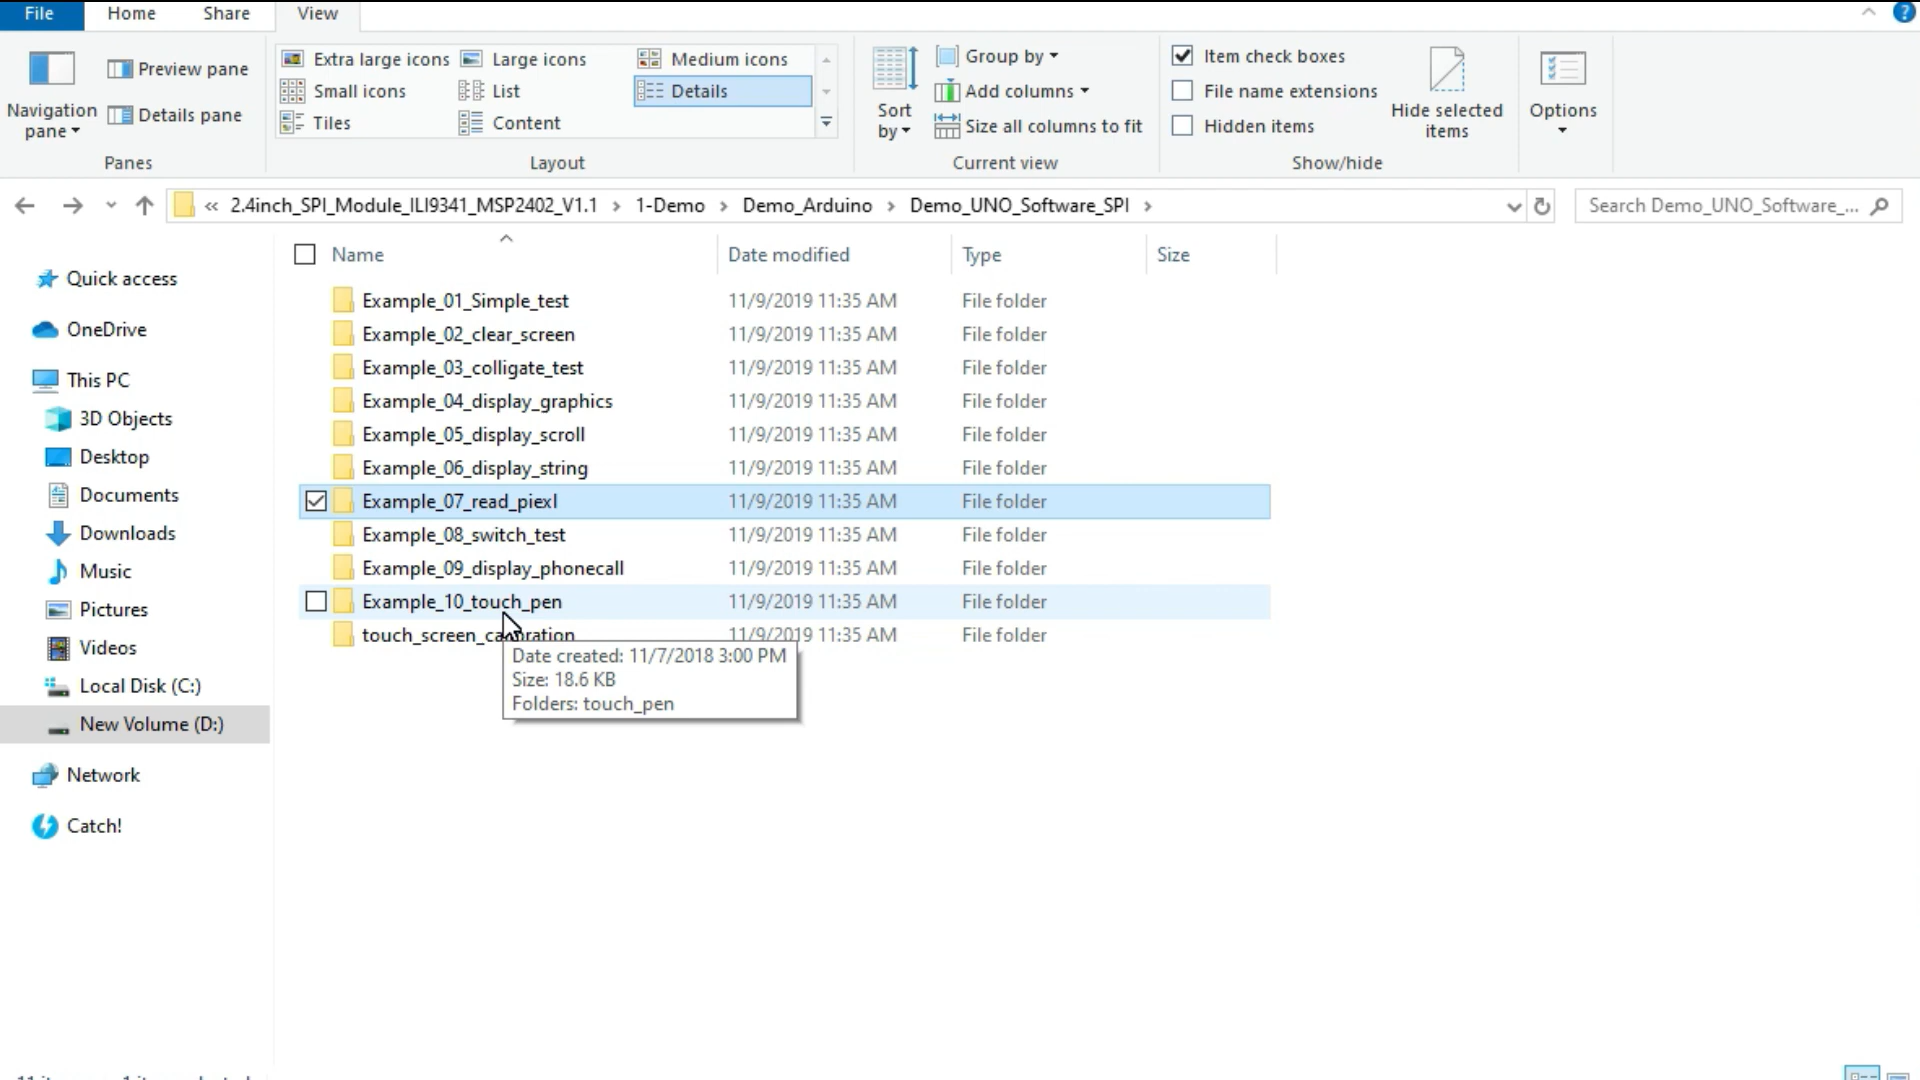 File Home Share View
Navigation pane
Preview pane
Details pane
Panes
Extra large icons Large icons Medium icons
Small icons List Details
Tiles Content
Layout
Sort by
Group by
Add columns
Size all columns to fit
Current view
Item check boxes
File name extensions
Hidden items
Hide selected items
Show/hide
Options
« 2.4inch_SPI_Module_ILI9341_MSP2402_V1.1 › 1-Demo › Demo_Arduino › Demo_UNO_Software_SPI ›
Search Demo_UNO_Software_...
Quick access
OneDrive
This PC
3D Objects
Desktop
Documents
Downloads
Music
Pictures
Videos
Local Disk (C:)
New Volume (D:)
Network
Catch!
Name Date modified Type Size
Example_01_Simple_test 11/9/2019 11:35 AM File folder
Example_02_clear_screen 11/9/2019 11:35 AM File folder
Example_03_colligate_test 11/9/2019 11:35 AM File folder
Example_04_display_graphics 11/9/2019 11:35 AM File folder
Example_05_display_scroll 11/9/2019 11:35 AM File folder
Example_06_display_string 11/9/2019 11:35 AM File folder
Example_07_read_piexl 11/9/2019 11:35 AM File folder
Example_08_switch_test 11/9/2019 11:35 AM File folder
Example_09_display_phonecall 11/9/2019 11:35 AM File folder
Example_10_touch_pen 11/9/2019 11:35 AM File folder
11/9/2019 11:35 AM File folder
Date created: 11/7/2018 3:00 PM
Size: 18.6 KB
Folders: touch_pen